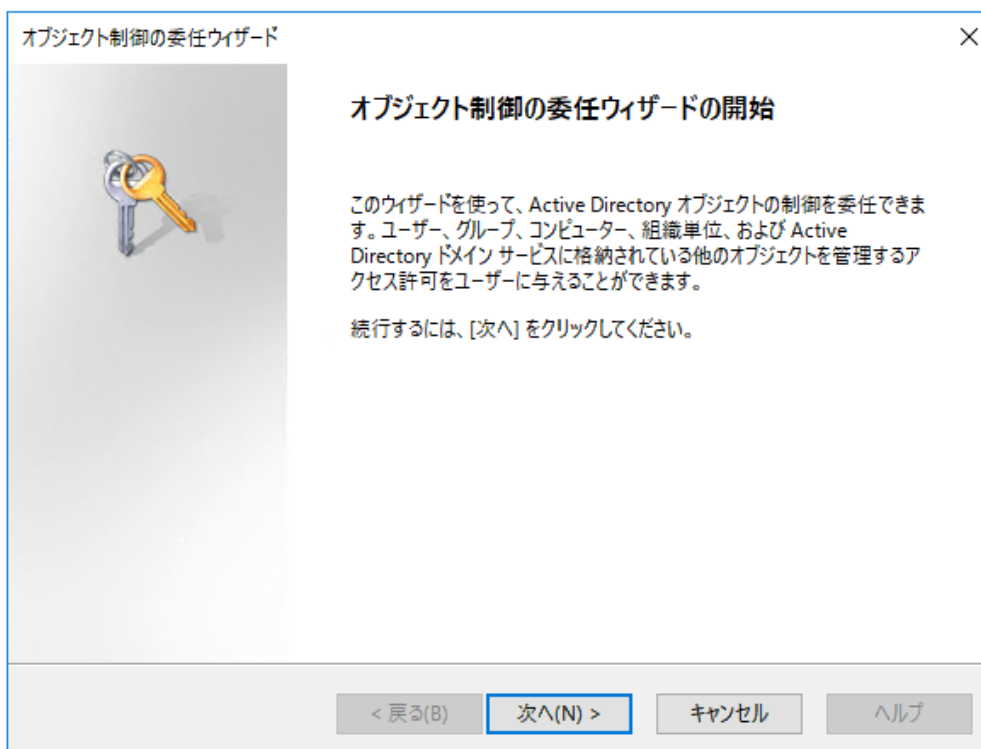 オブジェクト制御の委任ウィザード
オブジェクト制御の委任ウィザードの開始
このウィザードを使って、Active Directory オブジェクトの制御を委任できま
す。ユーザー、グループ、コンピューター、組織単位、および Active
Directory ドメイン サービスに格納されている他のオブジェクトを管理するア
クセス許可をユーザーに与えることができます。
続行するには、[次へ] をクリックしてください。
< 戻る(B) 次へ(N) > キャンセル ヘルプ